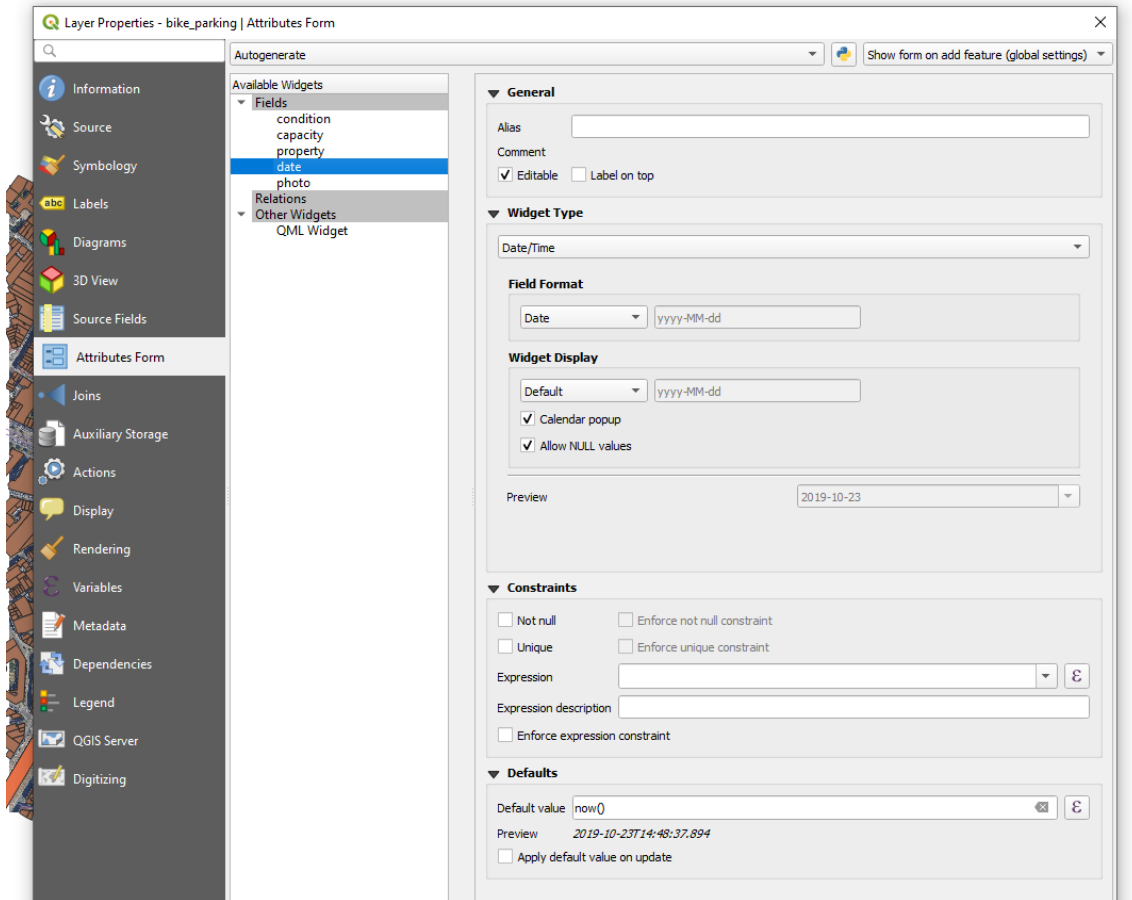 Layer Properties - bike_parking | Attributes Form
Autogenerate
Show form on add feature (global settings)
Information
Source
Symbology
abc
Labels
Diagrams
3D View
Source Fields
Attributes Form
Joins
Auxiliary Storage
Actions
Display
Rendering
Variables
Metadata
Dependencies
Legend
QGIS Server
Digitizing
Available Widgets
Fields
condition
capacity
property
date
photo
Relations
Other Widgets
QML Widget
General
Alias
Comment
Editable Label on top
Widget Type
Date/Time
Field Format
Date yyyy-MM-dd
Widget Display
Default yyyy-MM-dd
Calendar popup
Allow NULL values
Preview 2019-10-23
Constraints
Not null Enforce not null constraint
Unique Enforce unique constraint
Expression ε
Expression description
Enforce expression constraint
Defaults
Default value now() ε
Preview 2019-10-23T14:48:37.894
Apply default value on update